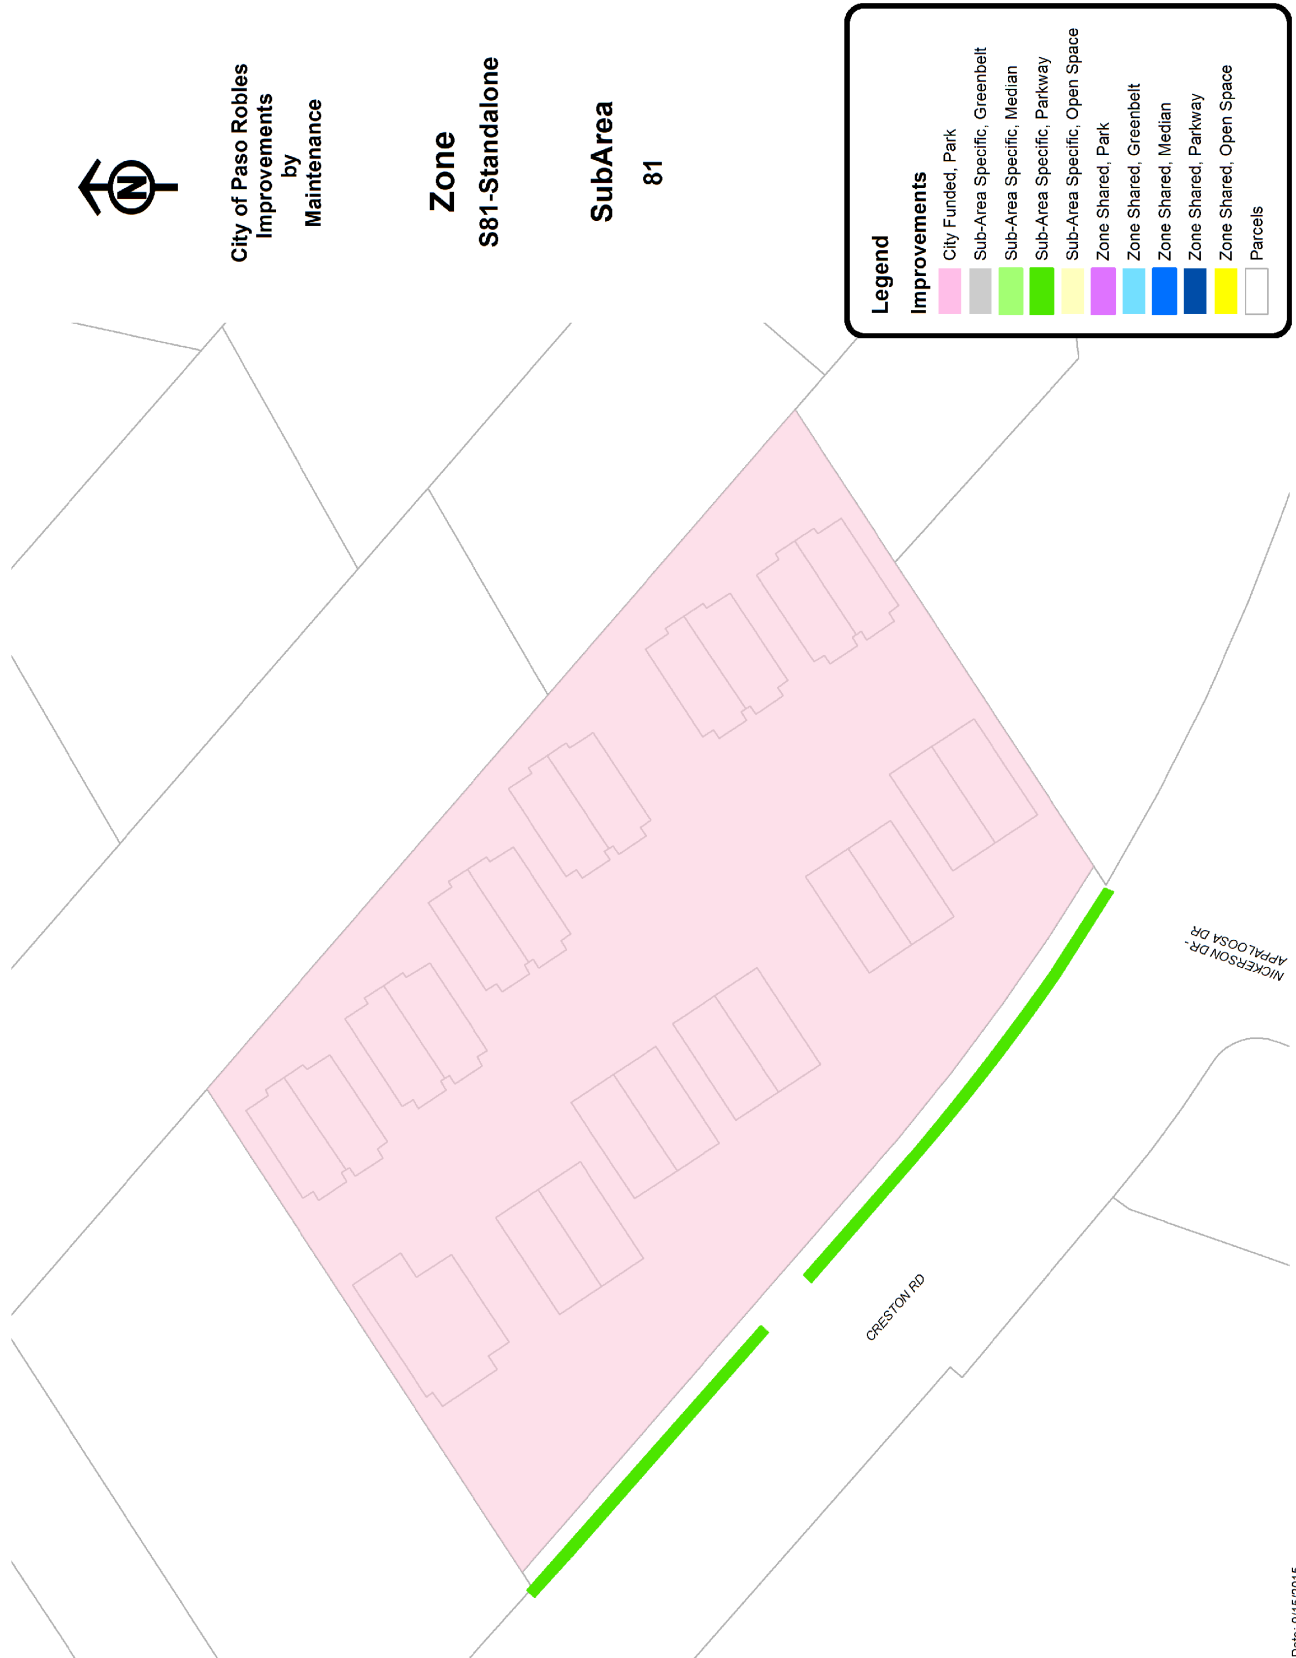 N
City of Paso Robles
Improvements
by
Maintenance
Zone
S81-Standalone
SubArea
81
Legend
Improvements
City Funded, Park
Sub-Area Specific, Greenbelt
Sub-Area Specific, Median
Sub-Area Specific, Parkway
Sub-Area Specific, Open Space
Zone Shared, Park
Zone Shared, Greenbelt
Zone Shared, Median
Zone Shared, Parkway
Zone Shared, Open Space
Parcels
NICKERSON DR-
APPALOOSA DR
CRESTON RD
Date: